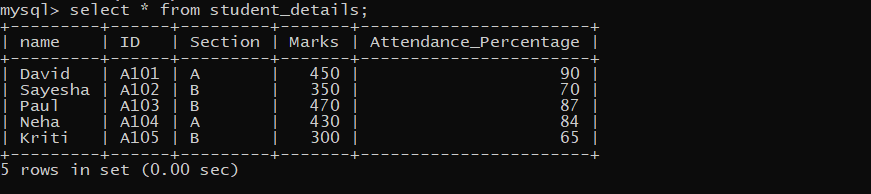 mysql> select * from student_details;
+---------+------+---------+-------+-----------------------+
| name    | ID   | Section | Marks | Attendance_Percentage |
+---------+------+---------+-------+-----------------------+
| David   | A101 | A       |   450 |                    90 |
| Sayesha | A102 | B       |   350 |                    70 |
| Paul    | A103 | B       |   470 |                    87 |
| Neha    | A104 | A       |   430 |                    84 |
| Kriti   | A105 | B       |   300 |                    65 |
+---------+------+---------+-------+-----------------------+
5 rows in set (0.00 sec)